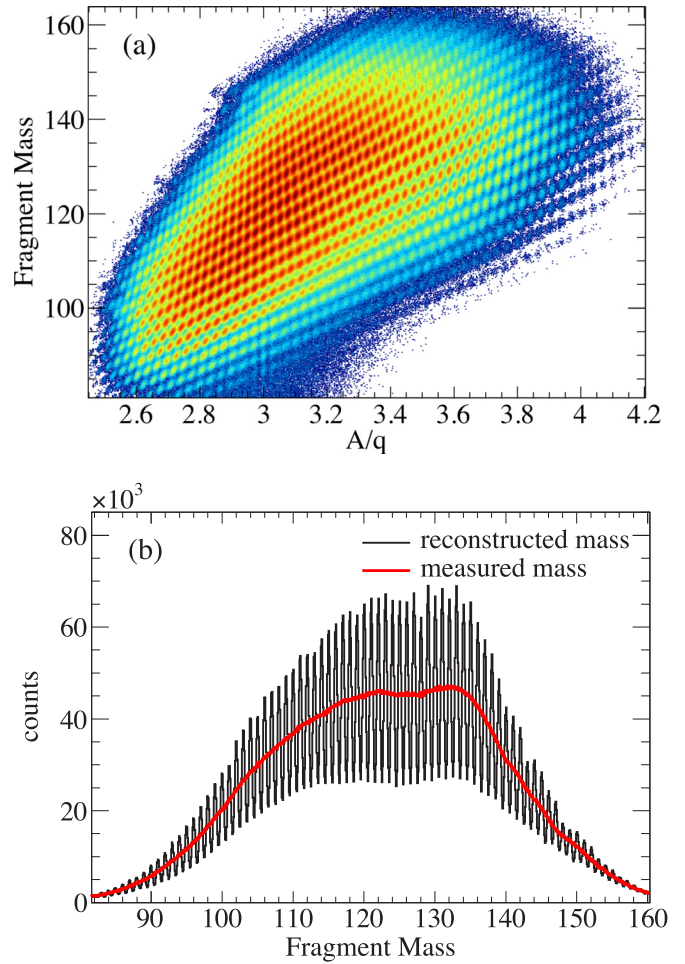 160
(a)
140
120
100
Fragment Mass
2.6 2.8 3 3.2 3.4 3.6 3.8 4 4.2
A/q
×10³
80
(b)
reconstructed mass
measured mass
60
40
20
0
counts
90 100 110 120 130 140 150 160
Fragment Mass